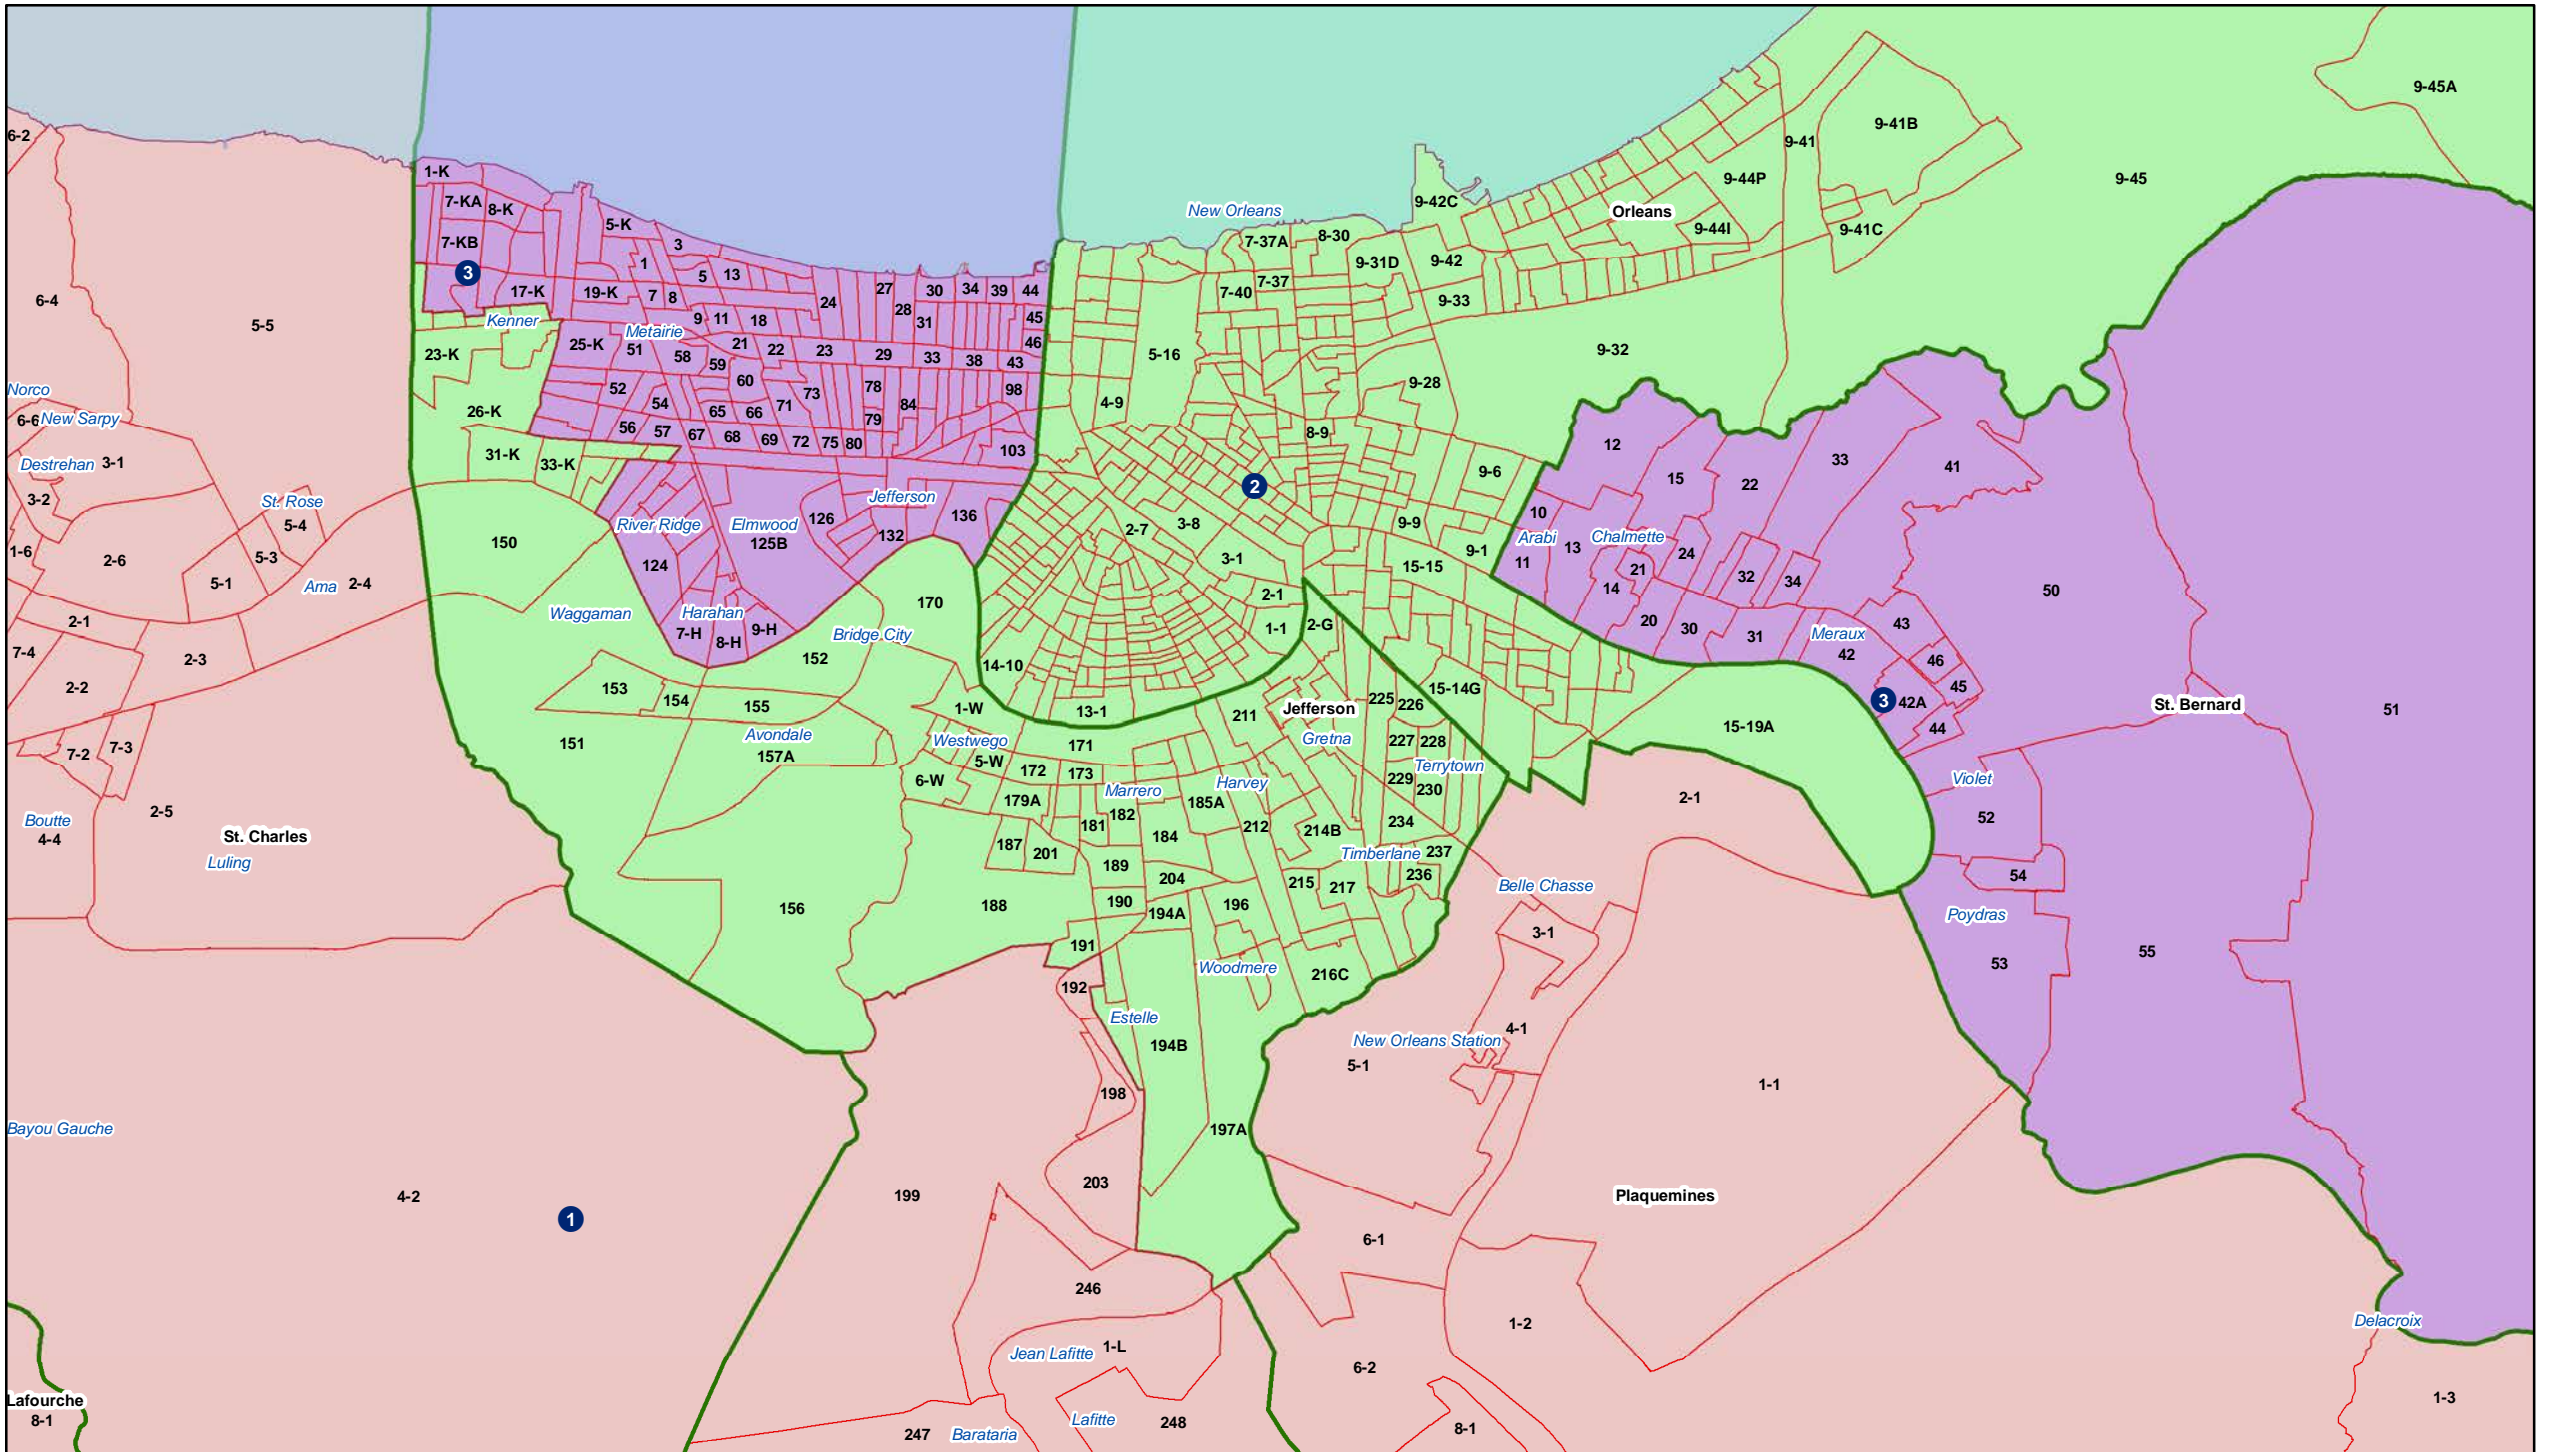 9-45A
9-41B
6-2
9-41
1-K
9-44P
9-45
7-KA
8-K
9-42C
New Orleans
Orleans
5-K
9-44I
9-41C
3
7-KB
7-37A
8-30
1
9-31D
9-42
3
5
13
7-37
17-K
19-K
7
8
24
27
30
34
39
44
7-40
9-33
6-4
28
Kenner
9
11
18
31
45
5-5
Metairie
25-K
51
21
22
23
29
33
38
46
43
5-16
9-32
23-K
58
59
60
Norco
52
73
78
98
9-28
54
71
84
4-9
26-K
65
66
79
6-6
New Sarpy
56
57
67
68
69
72
75
80
8-9
12
31-K
33-K
103
33
Destrehan
3-1
9-6
15
41
22
2
3-2
St. Rose
Jefferson
5-4
River Ridge
Elmwood
126
136
2-7
3-8
9-9
10
150
125B
132
Arabi
Chalmette
1-6
5-3
9-1
13
24
2-6
124
3-1
15-15
11
21
32
34
5-1
Ama
2-4
14
50
2-1
170
2-1
Waggaman
Harahan
20
30
31
43
7-H
8-H
9-H
Bridge City
1-1
2-G
Meraux
7-4
2-3
152
14-10
42
46
2-2
153
154
155
15-14G
45
1-W
13-1
211
Jefferson
225
226
3
42A
St. Bernard
51
15-19A
44
Avondale
Westwego
171
Gretna
227
228
7-2
7-3
151
157A
5-W
172
173
Terrytown
Violet
6-W
Marrero
Harvey
229
230
2-1
179A
185A
2-5
182
181
184
212
214B
234
52
Boutte
4-4
St. Charles
Luling
187
201
189
Timberlane
237
204
215
217
236
54
Belle Chasse
156
188
190
194A
196
Poydras
3-1
191
55
53
Woodmere
216C
192
Estelle
4-1
New Orleans Station
194B
5-1
1-1
198
Bayou Gauche
197A
203
4-2
199
Plaquemines
1
6-1
246
1-2
Delacroix
1-L
Jean Lafitte
6-2
Lafourche
8-1
1-3
Lafitte
248
247
Barataria
8-1